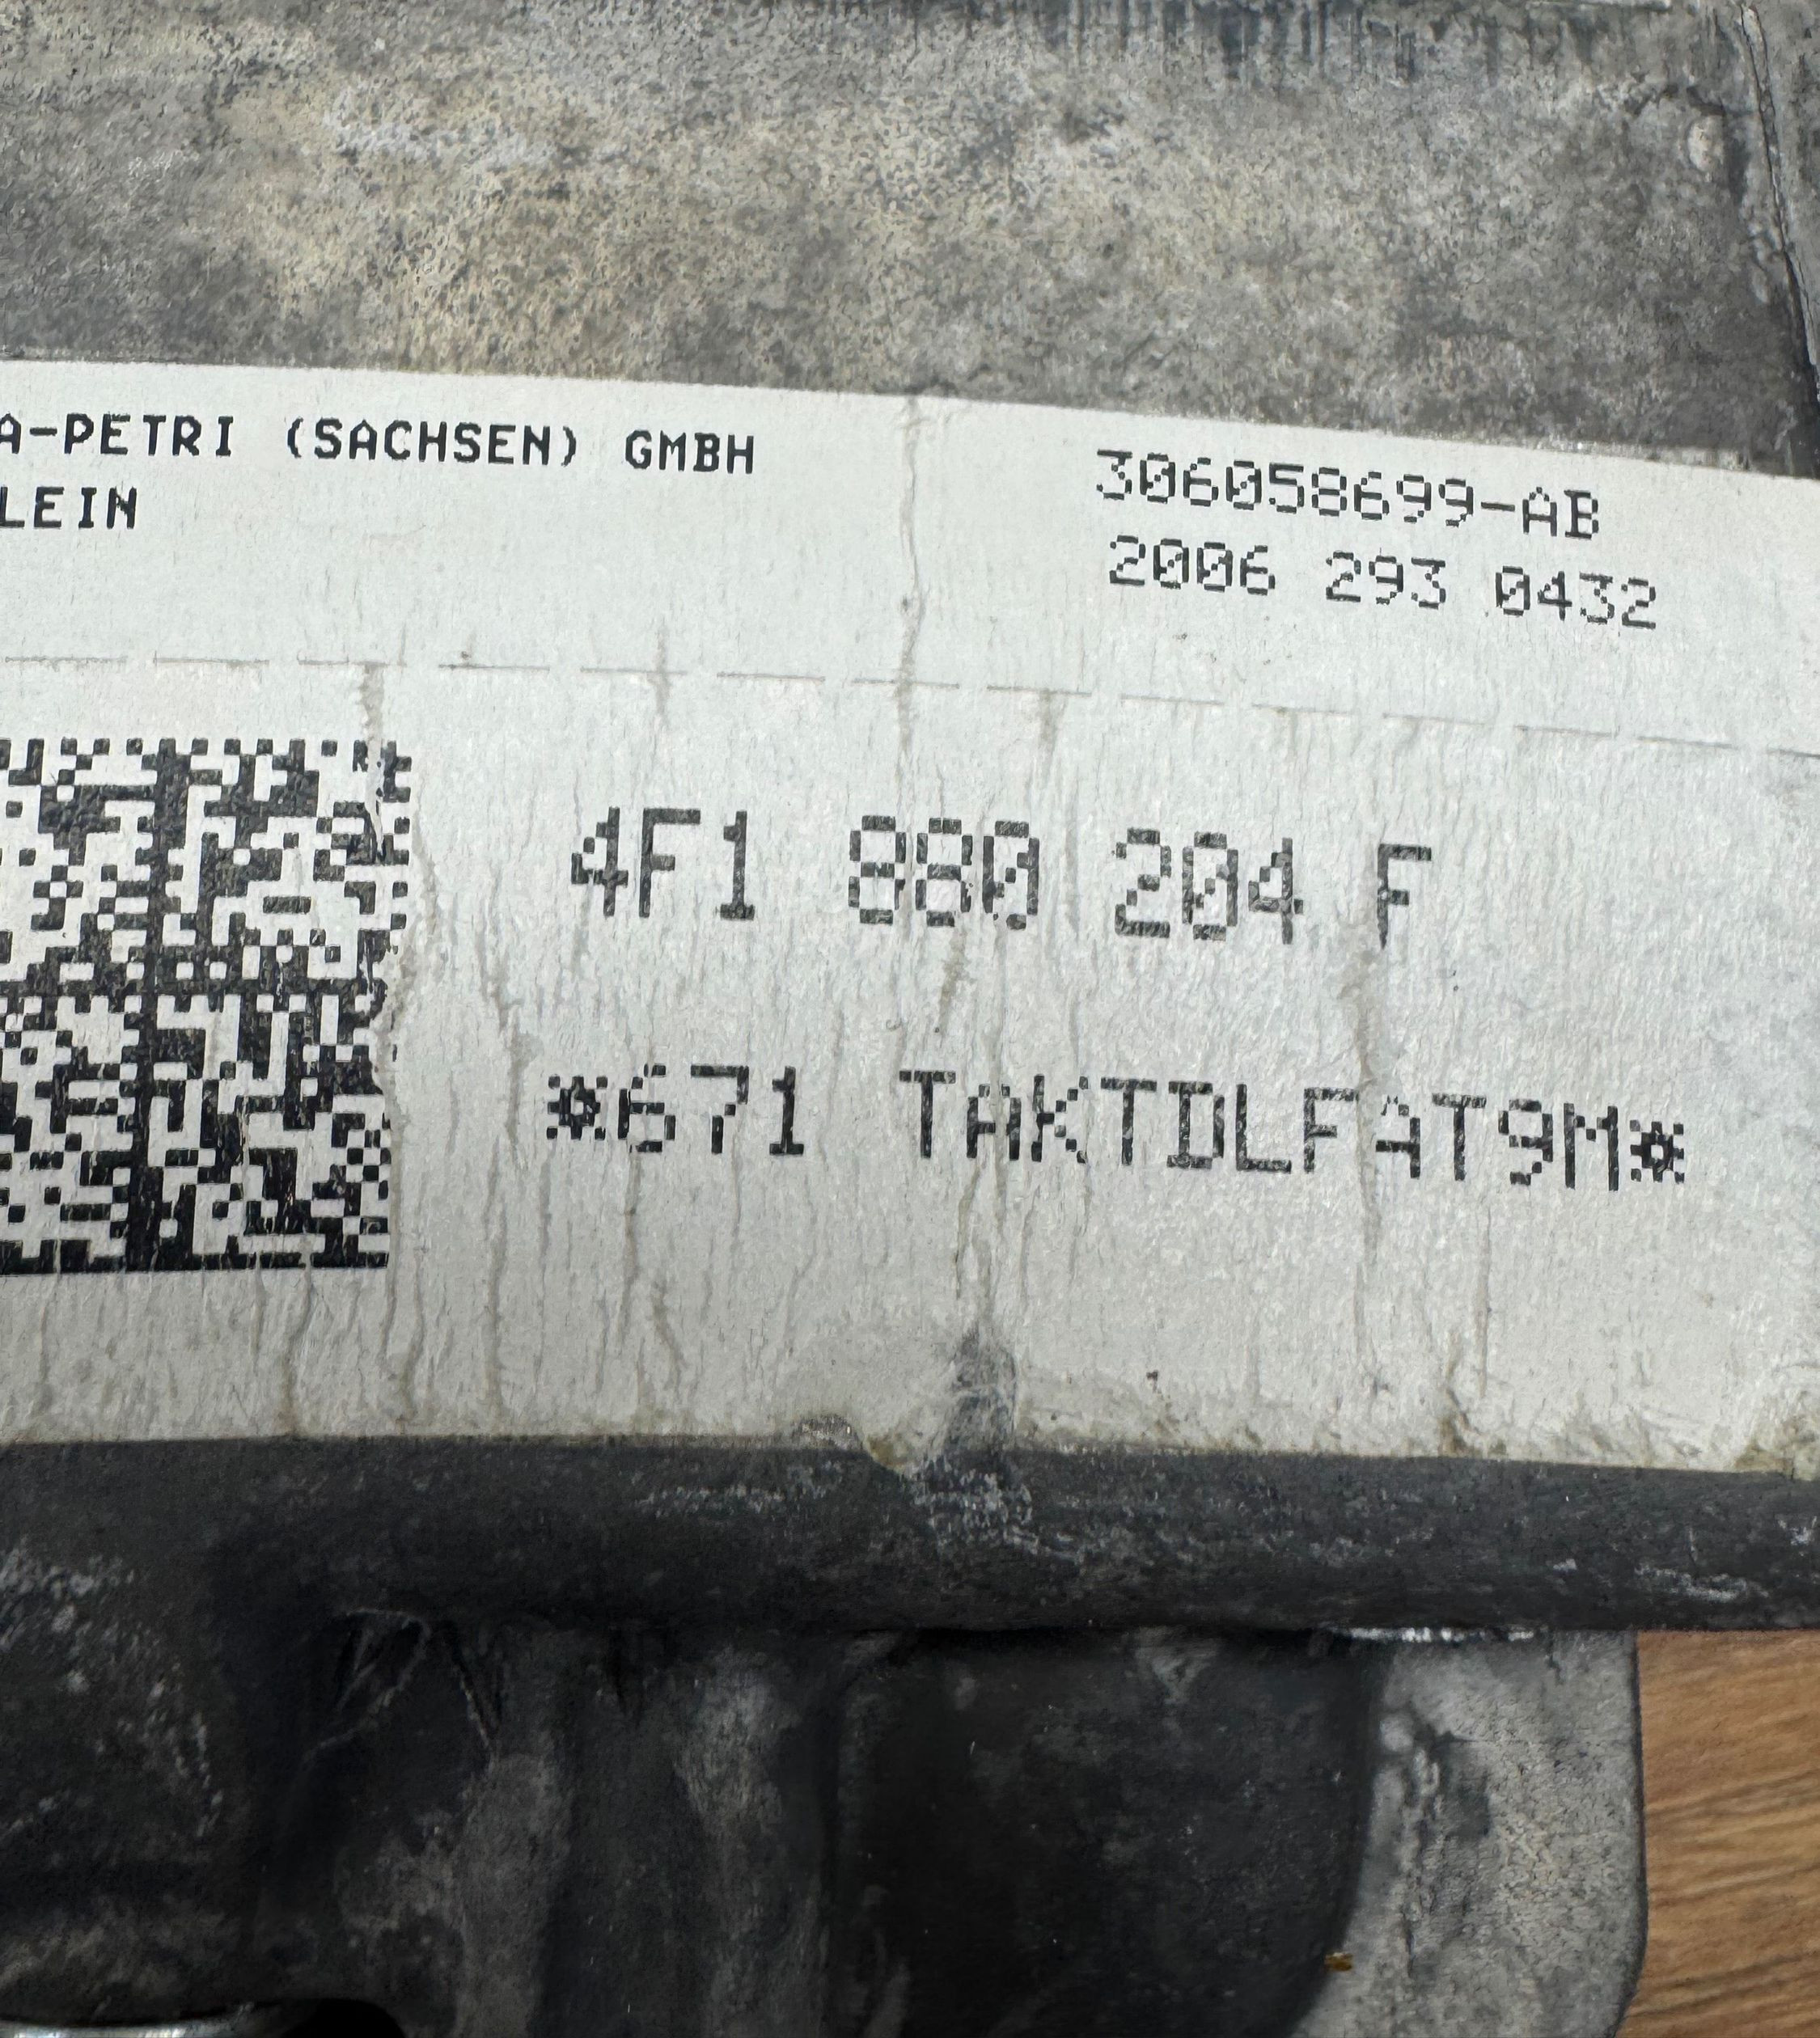 A-PETRI (SACHSEN) GMBH
LEIN
306058699-AB
2006 293 0432
4F1 880 204 F
*671 TAKTDLFAT9M*